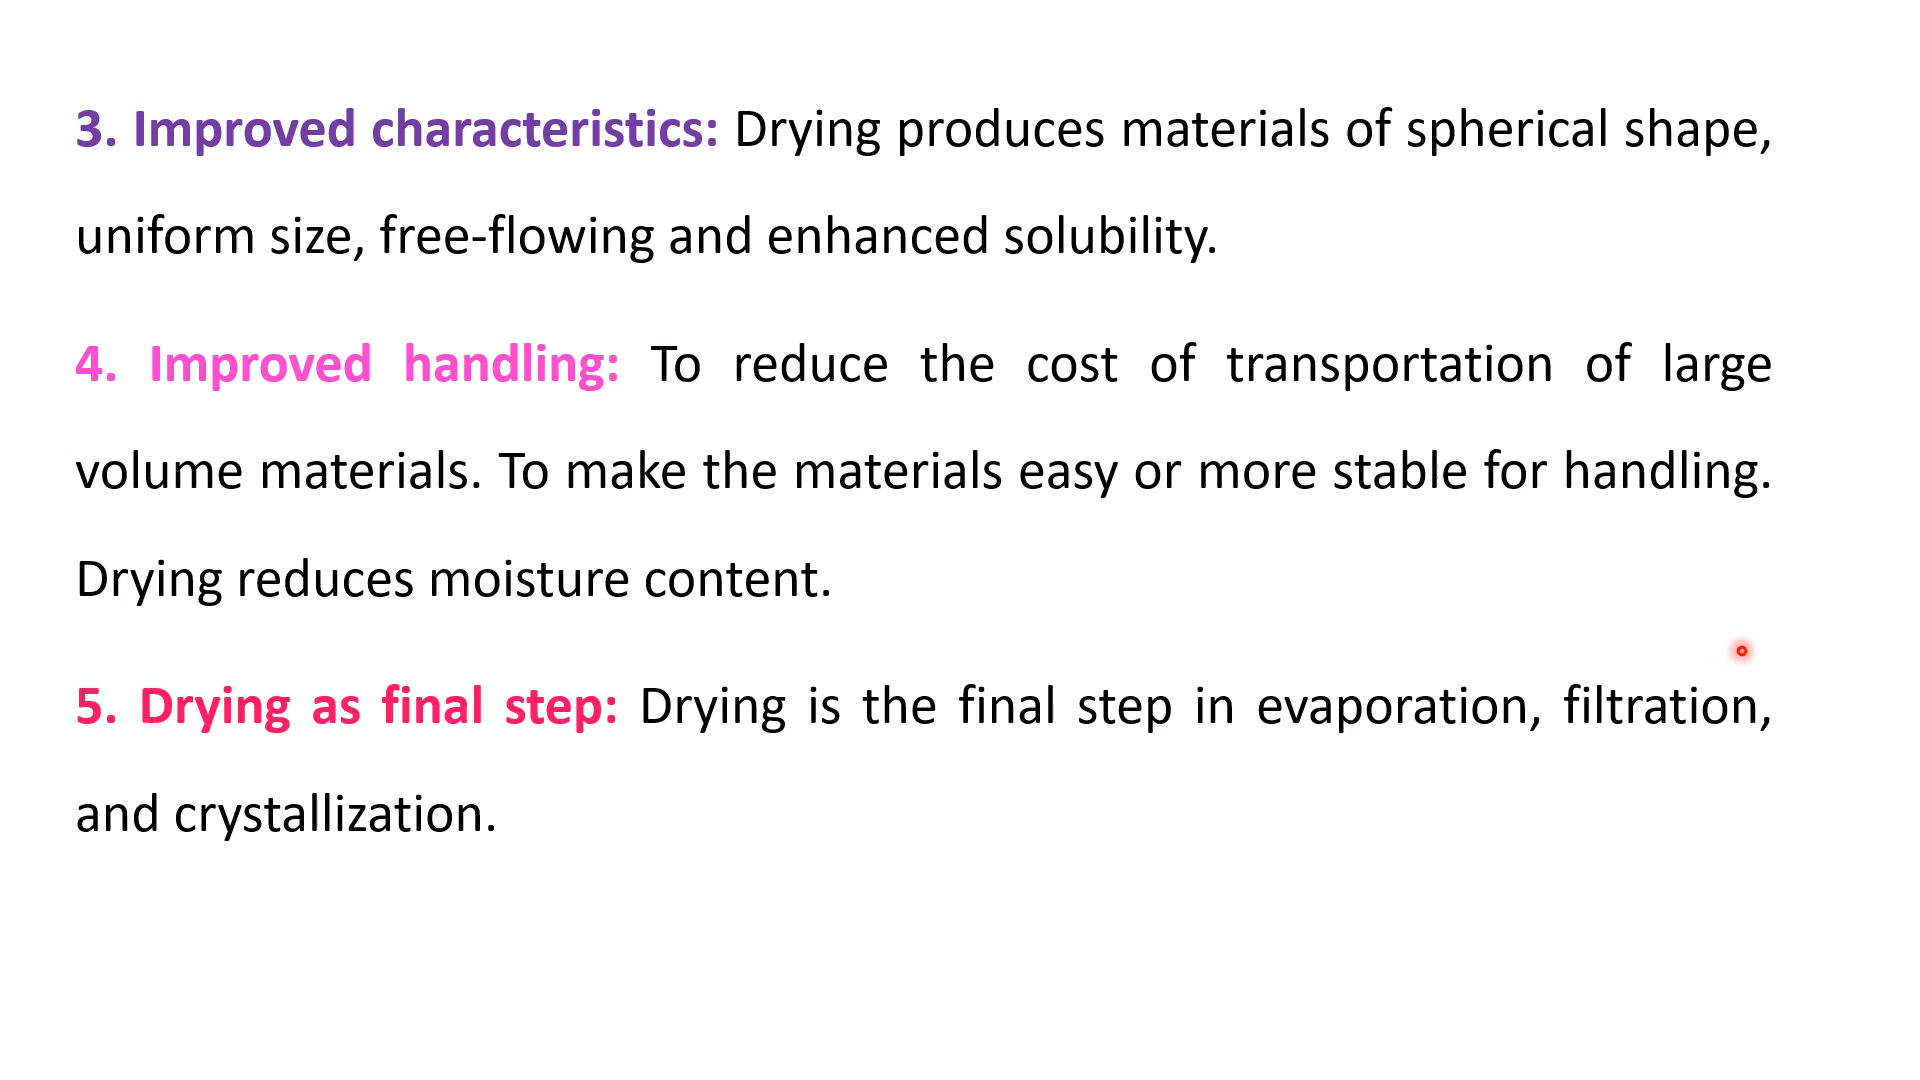 3. Improved characteristics: Drying produces materials of spherical shape,
uniform size, free-flowing and enhanced solubility.
4. Improved handling: To reduce the cost of transportation of large
volume materials. To make the materials easy or more stable for handling.
Drying reduces moisture content.
5. Drying as final step: Drying is the final step in evaporation, filtration,
and crystallization.